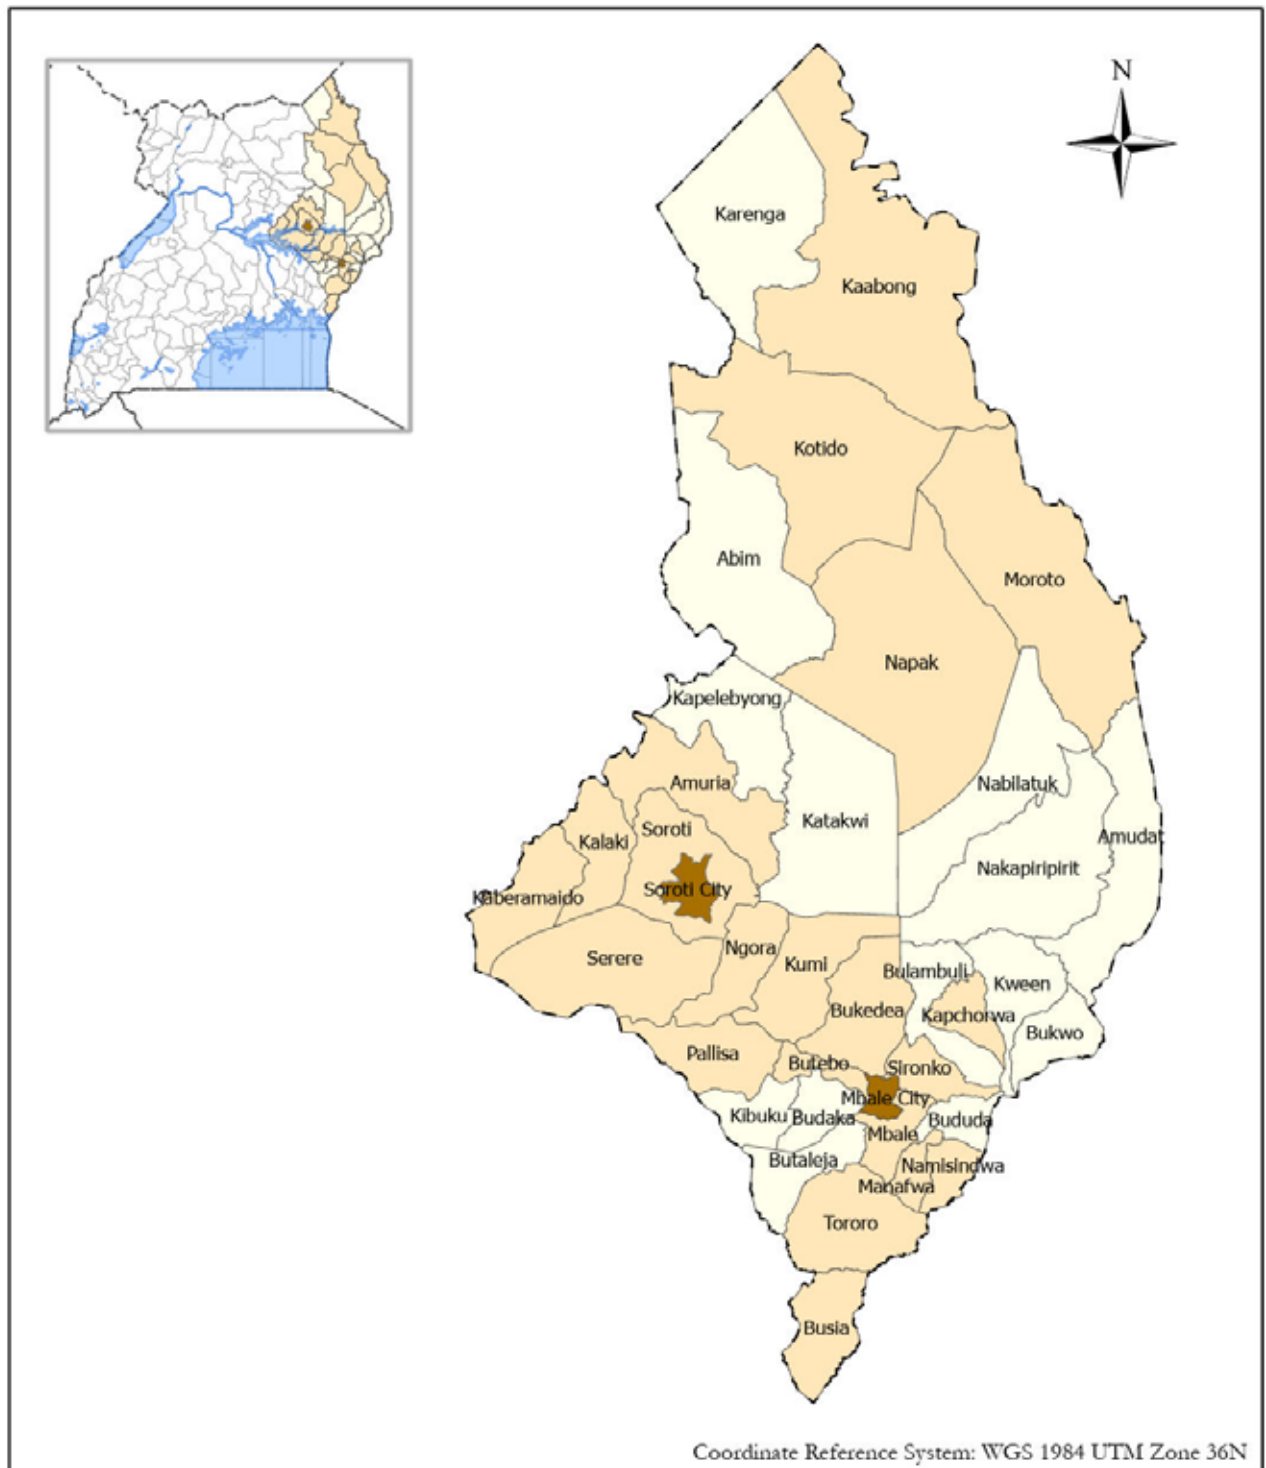 N
Karenga
Kaabong
Kotido
Abim
Moroto
Napak
Kapelebyong
Amuria
Nabilatuk
Katakwi
Soroti
Kalaki
Amudat
Nakapiripirit
Soroti City
Kaberamaido
Ngora
Serere
Kumi
Bulambuli
Kween
Bukedea
Kapchorwa
Bukwo
Pallisa
Butebo
Sironko
Mbale City
Kibuku
Budaka
Bududa
Mbale
Butaleja
Namisindwa
Manafwa
Tororo
Busia
Coordinate Reference System: WGS 1984 UTM Zone 36N